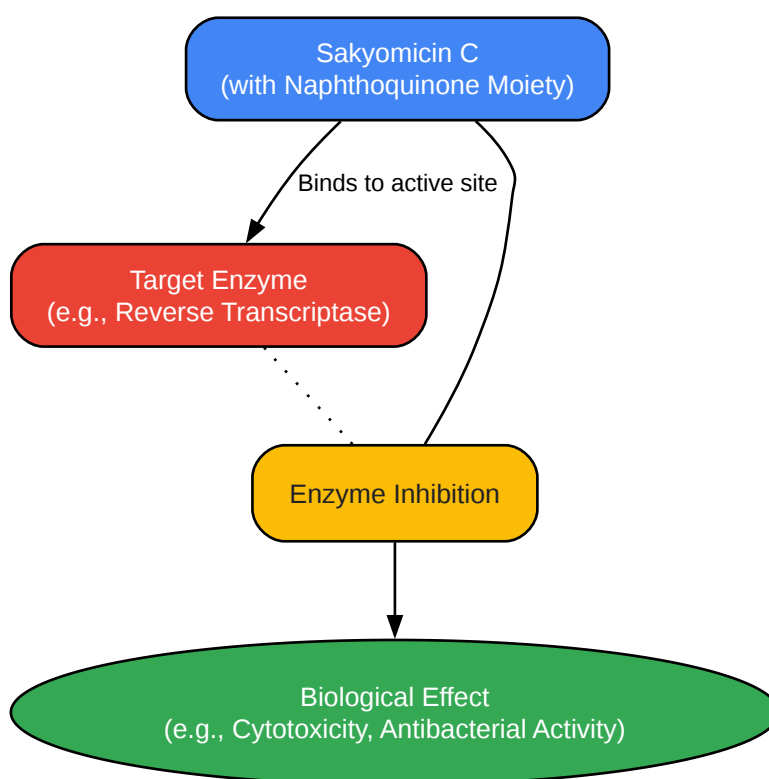 Sakyomicin C
(with Naphthoquinone Moiety)
Binds to active site
Target Enzyme
(e.g., Reverse Transcriptase)
Enzyme Inhibition
Biological Effect
(e.g., Cytotoxicity, Antibacterial Activity)